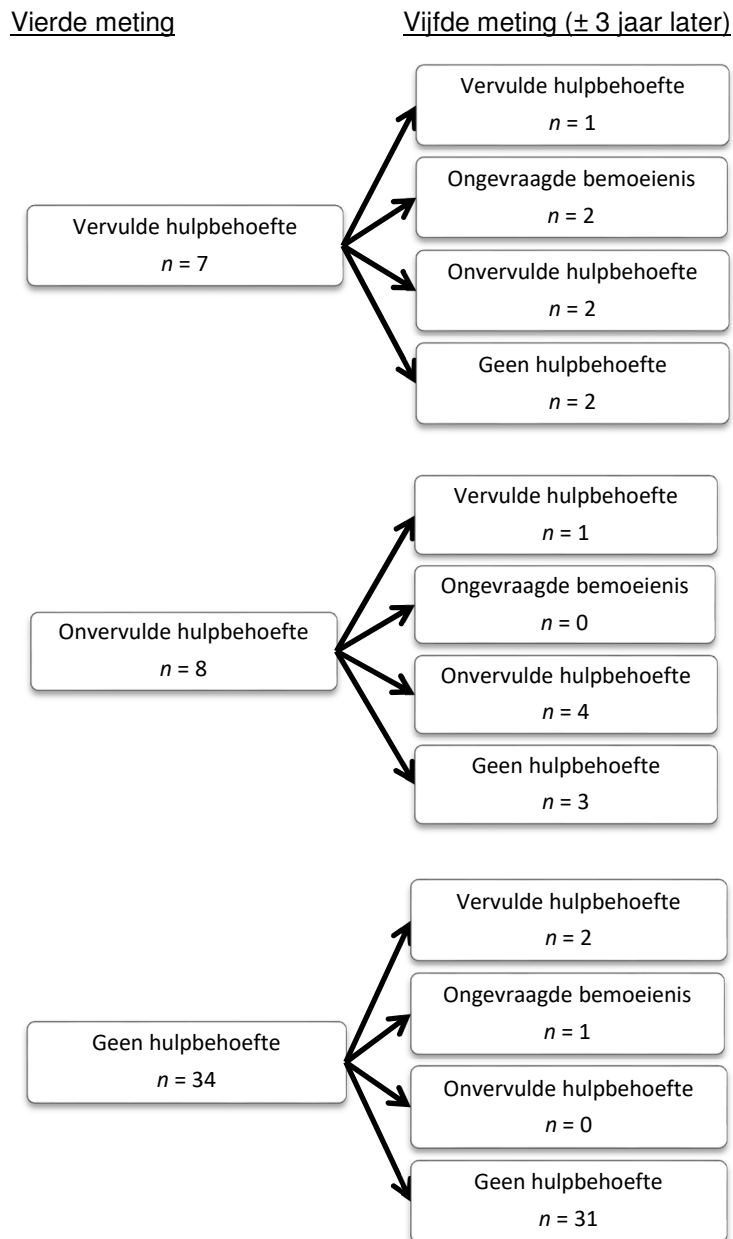 Vierde meting
Vijfde meting (± 3 jaar later)
Vervulde hulpbehoefte
n = 7
Vervulde hulpbehoefte
n = 1
Ongevraagde bemoeienis
n = 2
Onvervulde hulpbehoefte
n = 2
Geen hulpbehoefte
n = 2
Onvervulde hulpbehoefte
n = 8
Vervulde hulpbehoefte
n = 1
Ongevraagde bemoeienis
n = 0
Onvervulde hulpbehoefte
n = 4
Geen hulpbehoefte
n = 3
Geen hulpbehoefte
n = 34
Vervulde hulpbehoefte
n = 2
Ongevraagde bemoeienis
n = 1
Onvervulde hulpbehoefte
n = 0
Geen hulpbehoefte
n = 31